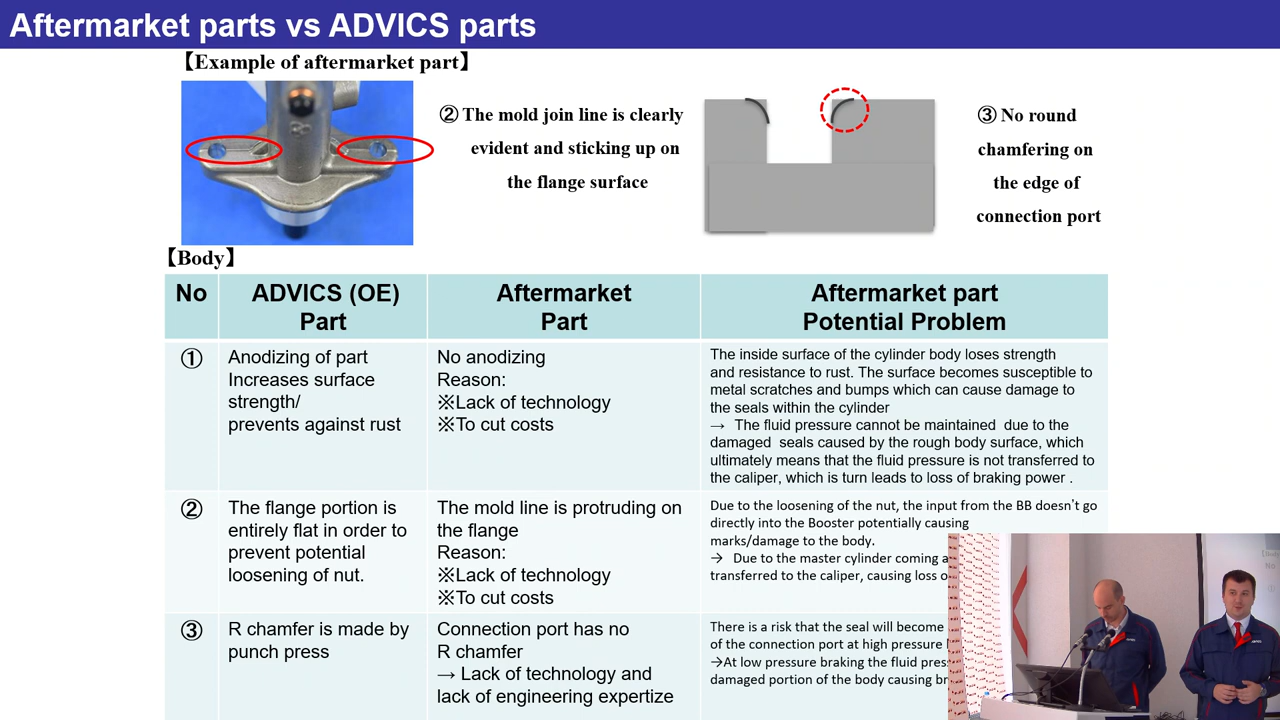 Aftermarket parts vs ADVICS parts
【Example of aftermarket part】
② The mold join line is clearly
evident and sticking up on
the flange surface
③ No round
chamfering on
the edge of
connection port
【Body】
No
ADVICS (OE)
Part
Aftermarket
Part
Aftermarket part
Potential Problem
①
Anodizing of part
Increases surface
strength/
prevents against rust
No anodizing
Reason:
※Lack of technology
※To cut costs
The inside surface of the cylinder body loses strength
and resistance to rust. The surface becomes susceptible to
metal scratches and bumps which can cause damage to
the seals within the cylinder
→ The fluid pressure cannot be maintained due to the
damaged seals caused by the rough body surface, which
ultimately means that the fluid pressure is not transferred to
the caliper, which is turn leads to loss of braking power .
②
The flange portion is
entirely flat in order to
prevent potential
loosening of nut.
The mold line is protruding on
the flange
Reason:
※Lack of technology
※To cut costs
Due to the loosening of the nut, the input from the BB doesn't go
directly into the Booster potentially causing
marks/damage to the body.
→ Due to the master cylinder coming a
transferred to the caliper, causing loss o
③
R chamfer is made by
punch press
Connection port has no
R chamfer
→ Lack of technology and
lack of engineering expertize
There is a risk that the seal will become
of the connection port at high pressure
→At low pressure braking the fluid pres
damaged portion of the body causing br